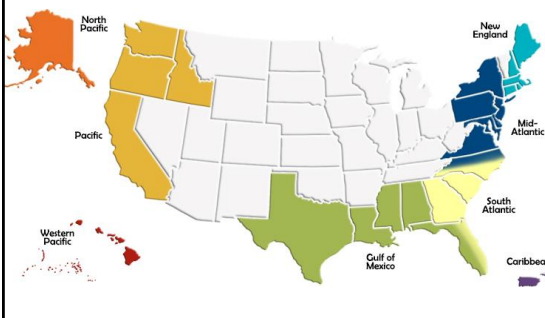 North
Pacific
New
England
Pacific
Mid-
Atlantic
South
Atlantic
Western
Pacific
Gulf of
Mexico
Caribbea